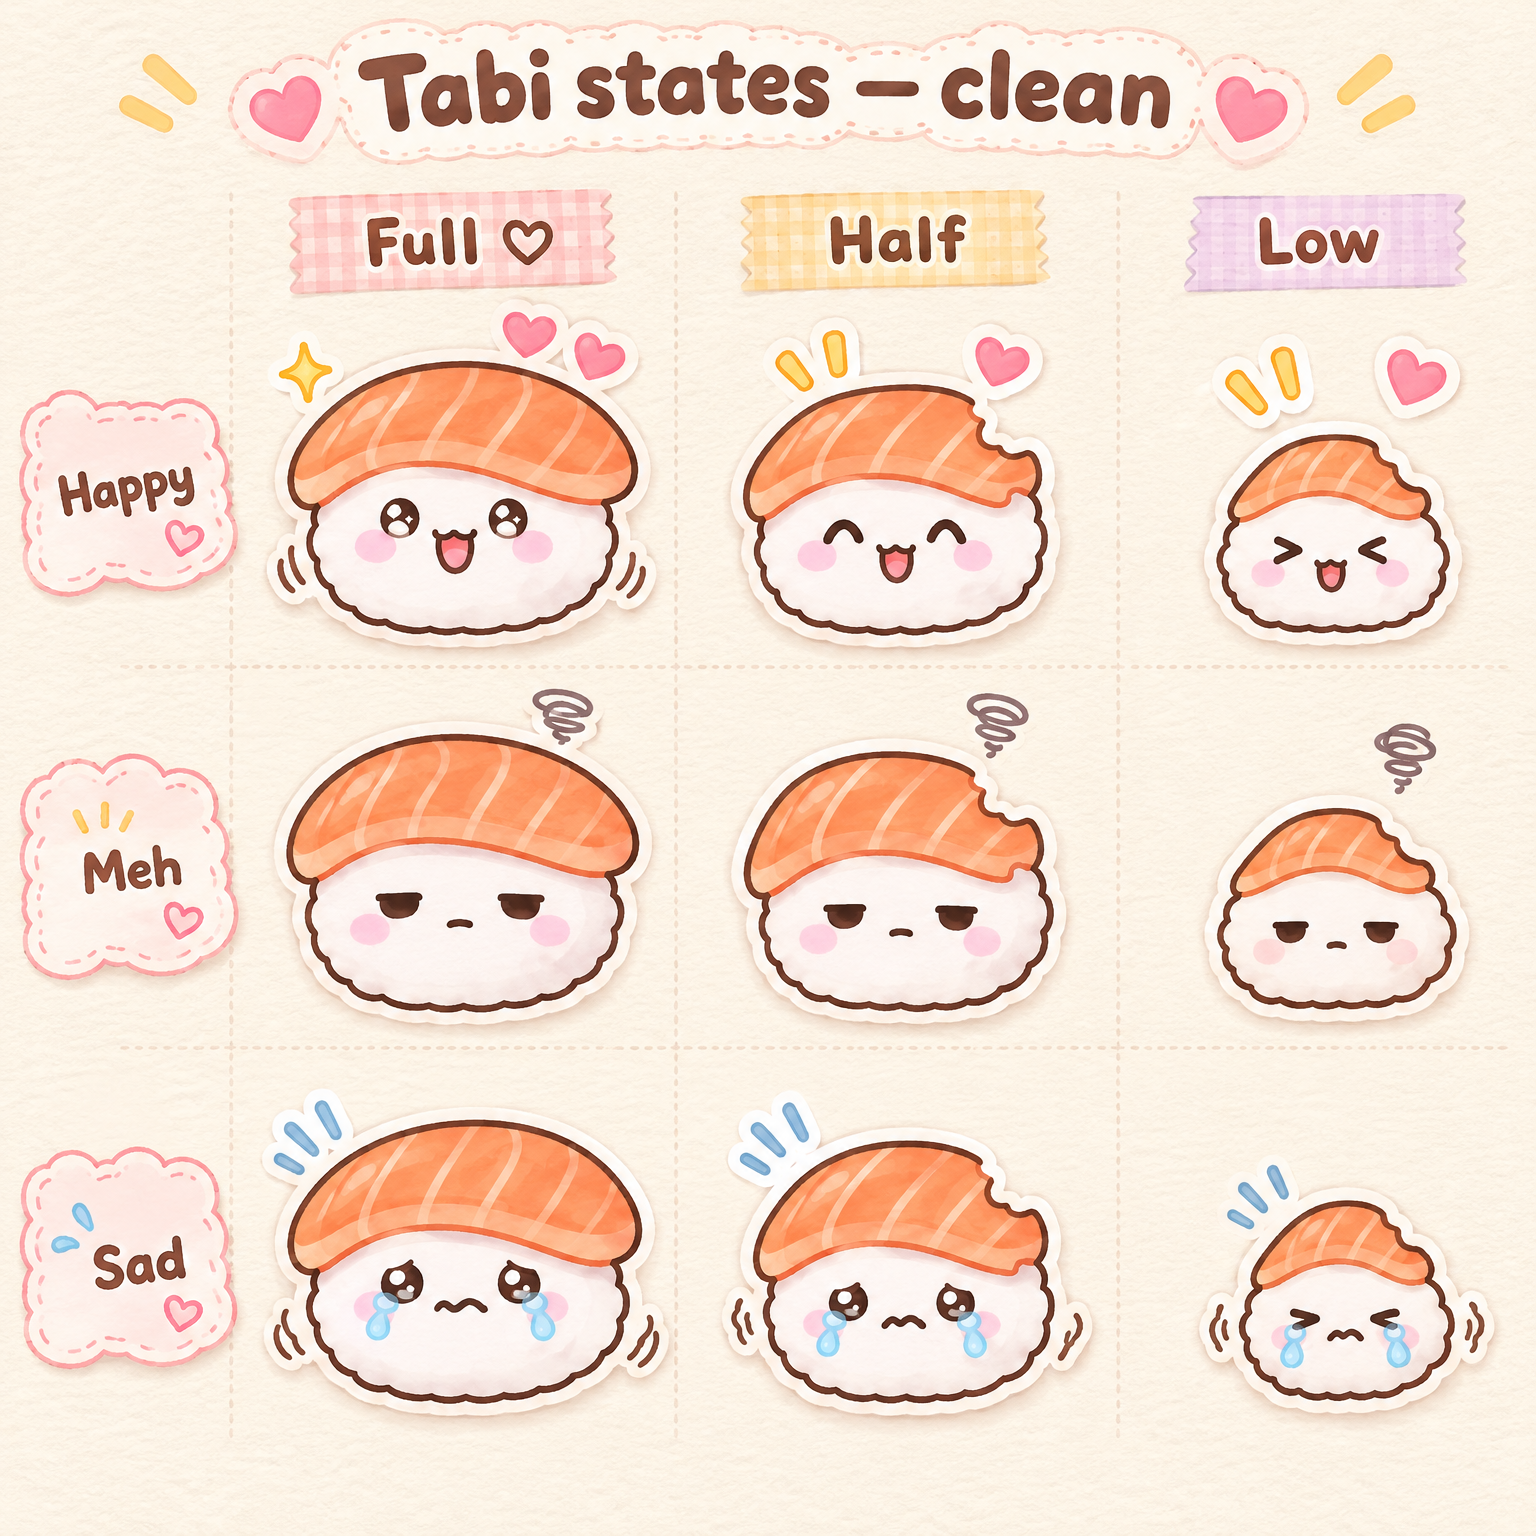 Tabi states — clean
Full ♡
Half
Low
Happy
Meh
Sad